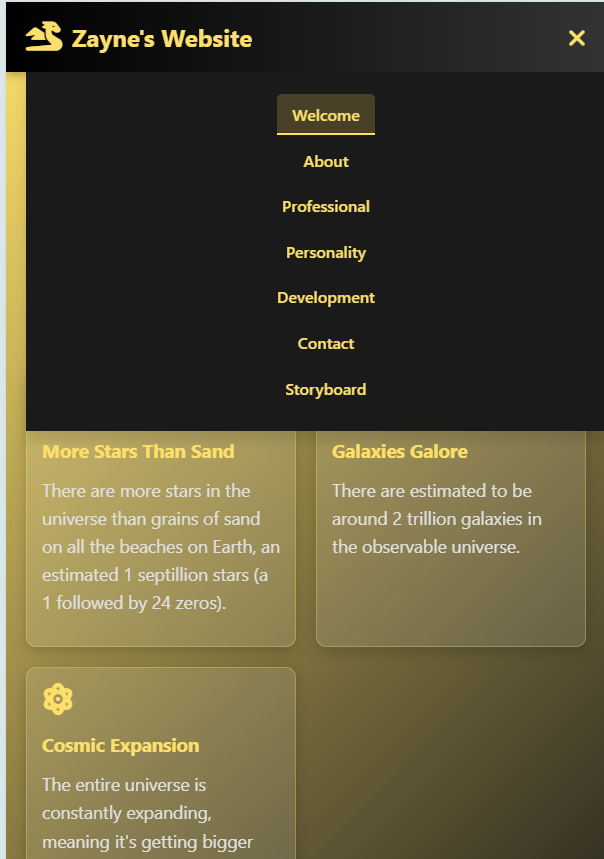 Zayne's Website
Welcome
About
Professional
Personality
Development
Contact
Storyboard
More Stars Than Sand
There are more stars in the
universe than grains of sand
on all the beaches on Earth, an
estimated 1 septillion stars (a
1 followed by 24 zeros).
Galaxies Galore
There are estimated to be
around 2 trillion galaxies in
the observable universe.
Cosmic Expansion
The entire universe is
constantly expanding,
meaning it's getting bigger